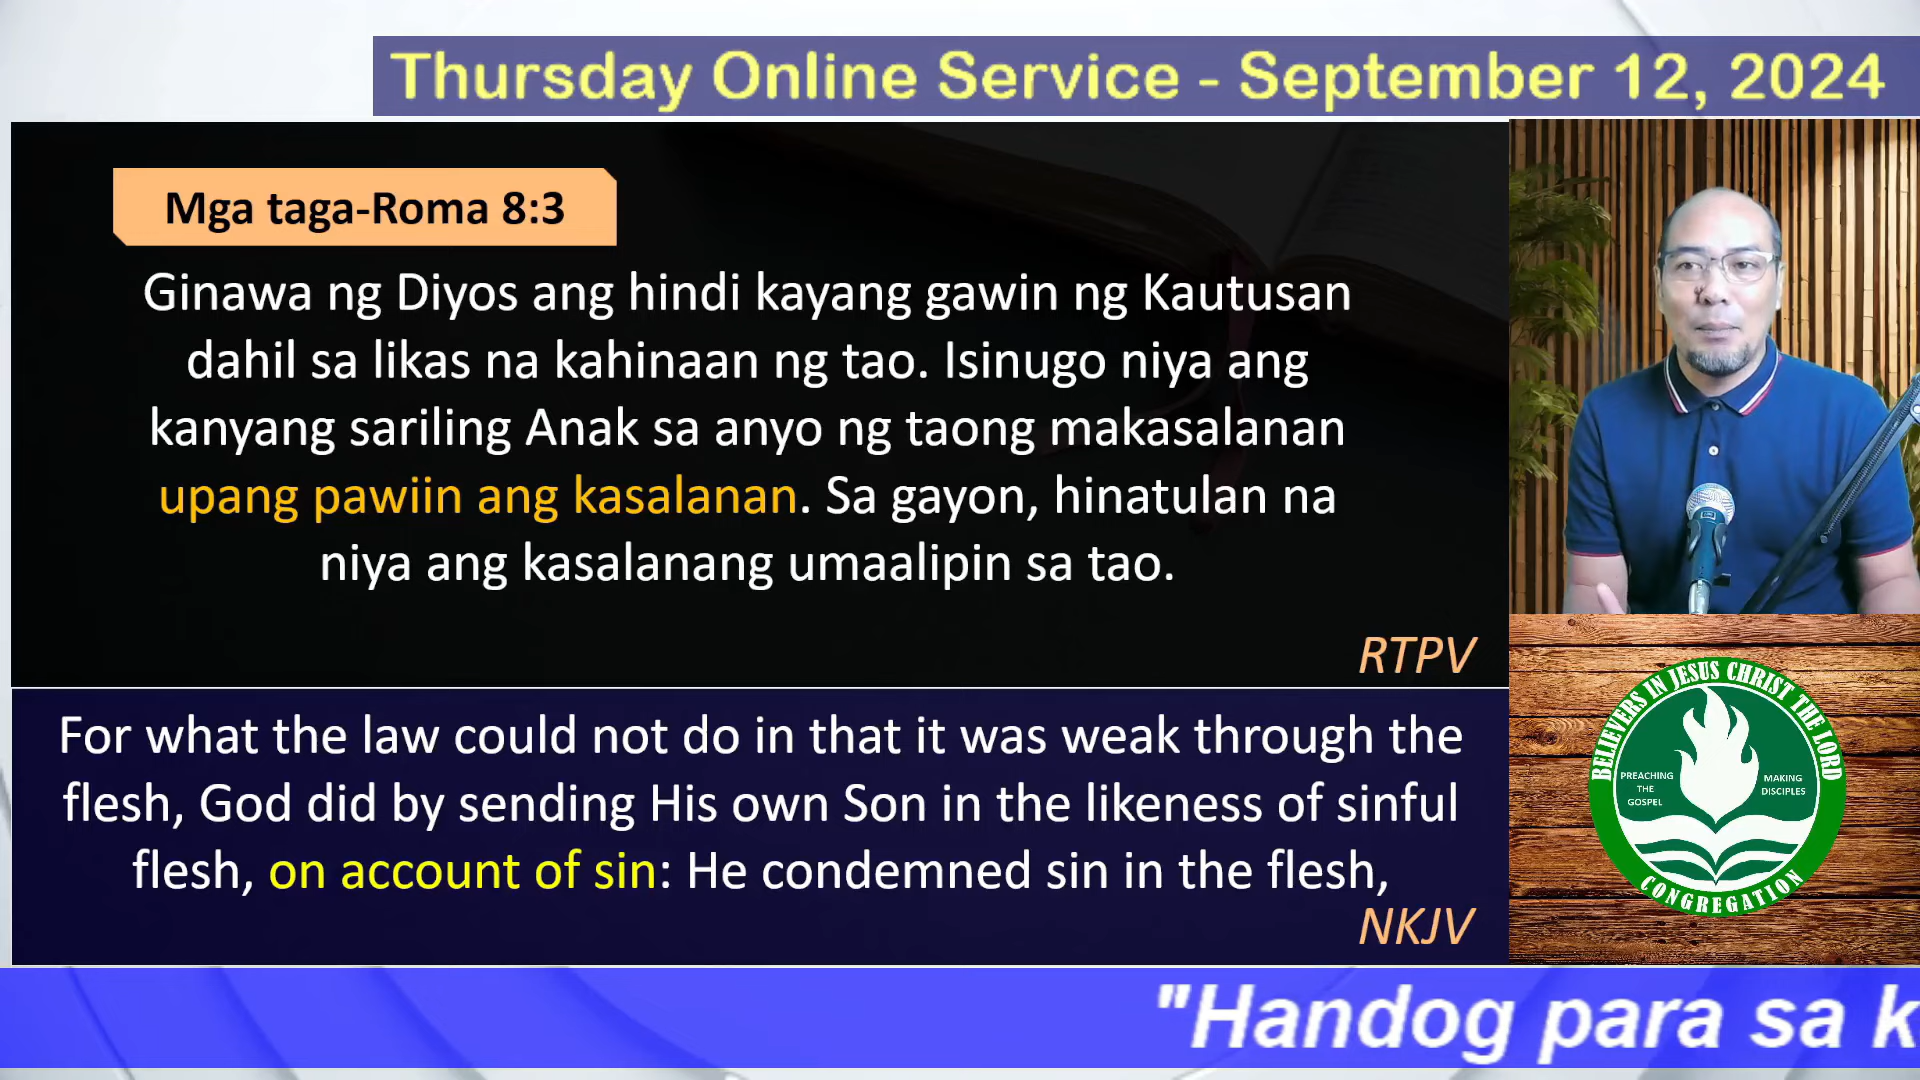 Thursday Online Service - September 12, 2024
Mga taga-Roma 8:3
Ginawa ng Diyos ang hindi kayang gawin ng Kautusan
dahil sa likas na kahinaan ng tao. Isinugo niya ang
kanyang sariling Anak sa anyo ng taong makasalanan
upang pawiin ang kasalanan. Sa gayon, hinatulan na
niya ang kasalanang umaalipin sa tao.
RTPV
For what the law could not do in that it was weak through the
flesh, God did by sending His own Son in the likeness of sinful
flesh, on account of sin: He condemned sin in the flesh,
NKJV
BELIEVERS IN JESUS CHRIST THE LORD
PREACHING
THE
GOSPEL
MAKING
DISCIPLES
CONGREGATION
"Handog para sa k